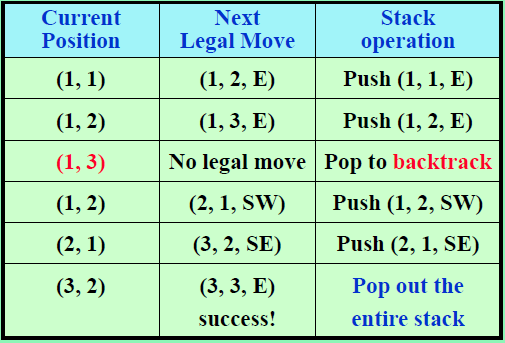 Current Next Stack
Position Legal Move operation
(1, 1) (1, 2, E) Push (1, 1, E)
(1, 2) (1, 3, E) Push (1, 2, E)
(1, 3) No legal move Pop to backtrack
(1, 2) (2, 1, SW) Push (1, 2, SW)
(2, 1) (3, 2, SE) Push (2, 1, SE)
(3, 2) (3, 3, E) Pop out the
success! entire stack